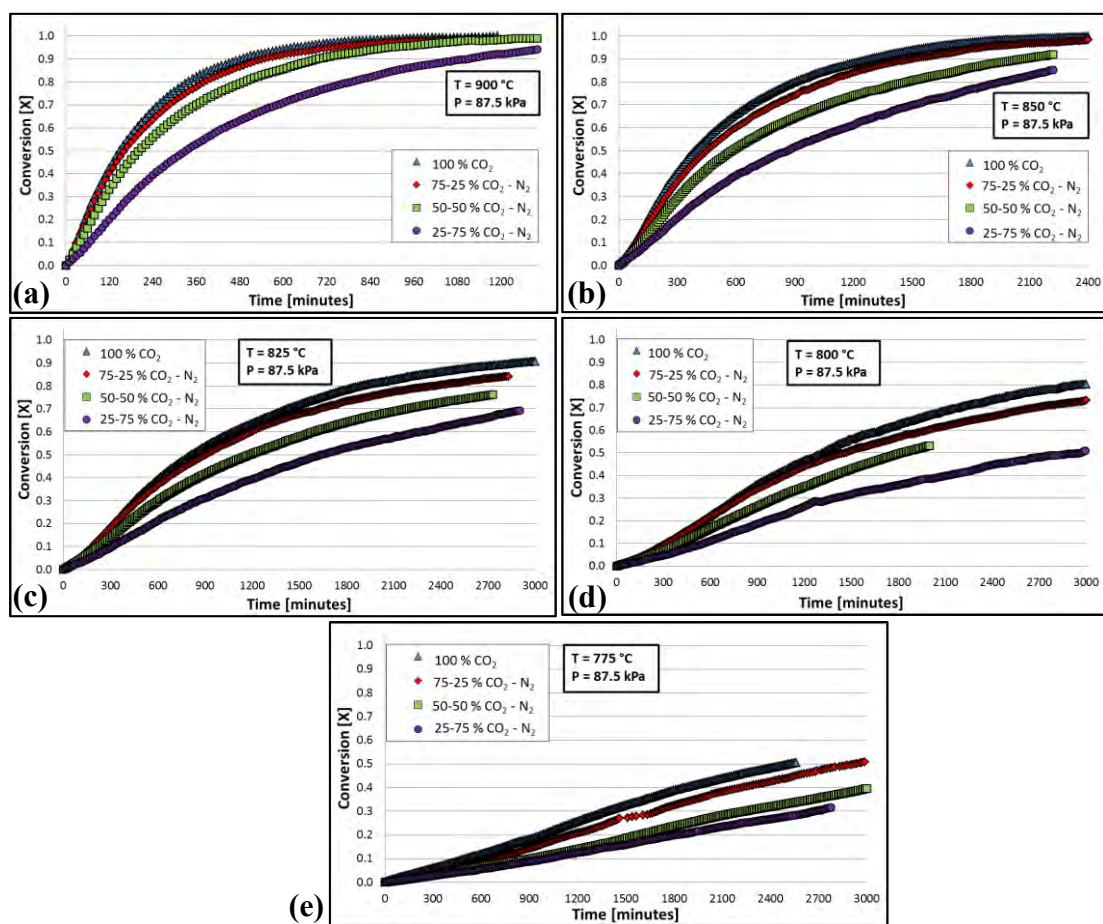 1.0
0.9
0.8
0.7
0.6
0.5
0.4
0.3
0.2
0.1
0.0
Conversion [X]
T = 900 °C
P = 87.5 kPa
100 % CO₂
75-25 % CO₂ - N₂
50-50 % CO₂ - N₂
25-75 % CO₂ - N₂
0 120 240 360 480 600 720 840 960 1080 1200
Time [minutes]
(a)
1.0
0.9
0.8
0.7
0.6
0.5
0.4
0.3
0.2
0.1
0.0
Conversion [X]
T = 850 °C
P = 87.5 kPa
100 % CO₂
75-25 % CO₂ - N₂
50-50 % CO₂ - N₂
25-75 % CO₂ - N₂
0 300 600 900 1200 1500 1800 2100 2400
Time [minutes]
(b)
1.0
0.9
0.8
0.7
0.6
0.5
0.4
0.3
0.2
0.1
0.0
Conversion [X]
100 % CO₂
75-25 % CO₂ - N₂
50-50 % CO₂ - N₂
25-75 % CO₂ - N₂
T = 825 °C
P = 87.5 kPa
0 300 600 900 1200 1500 1800 2100 2400 2700 3000
Time [minutes]
(c)
1.0
0.9
0.8
0.7
0.6
0.5
0.4
0.3
0.2
0.1
0.0
Conversion [X]
100 % CO₂
75-25 % CO₂ - N₂
50-50 % CO₂ - N₂
25-75 % CO₂ - N₂
T = 800 °C
P = 87.5 kPa
0 300 600 900 1200 1500 1800 2100 2400 2700 3000
Time [minutes]
(d)
1.0
0.9
0.8
0.7
0.6
0.5
0.4
0.3
0.2
0.1
0.0
Conversion [X]
100 % CO₂
75-25 % CO₂ - N₂
50-50 % CO₂ - N₂
25-75 % CO₂ - N₂
T = 775 °C
P = 87.5 kPa
0 300 600 900 1200 1500 1800 2100 2400 2700 3000
Time [minutes]
(e)